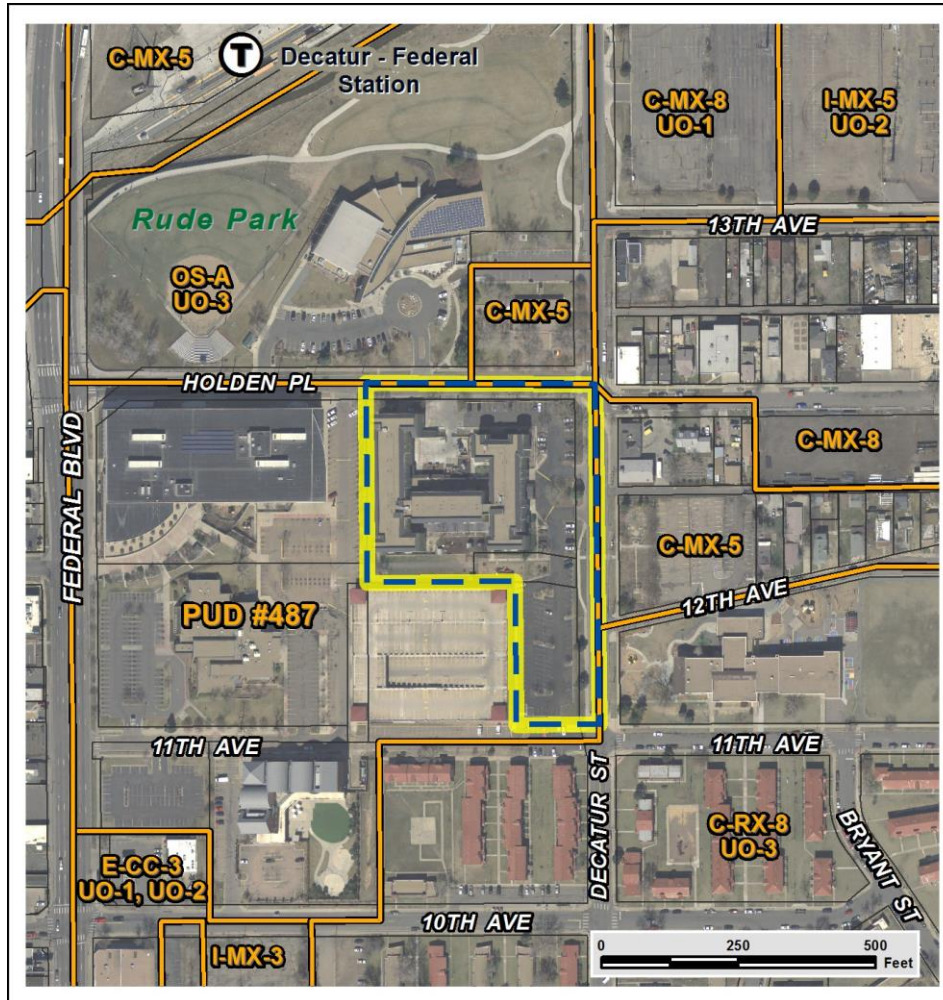 C-MX-5
T
Decatur - Federal
Station
C-MX-8
UO-1
I-MX-5
UO-2
Rude Park
13TH AVE
OS-A
UO-3
C-MX-5
HOLDEN PL
C-MX-8
FEDERAL BLVD
C-MX-5
12TH AVE
PUD #487
11TH AVE
11TH AVE
DECATUR ST
C-RX-8
UO-3
BRYANT ST
E-CC-3
UO-1, UO-2
10TH AVE
I-MX-3
0 250 500
Feet